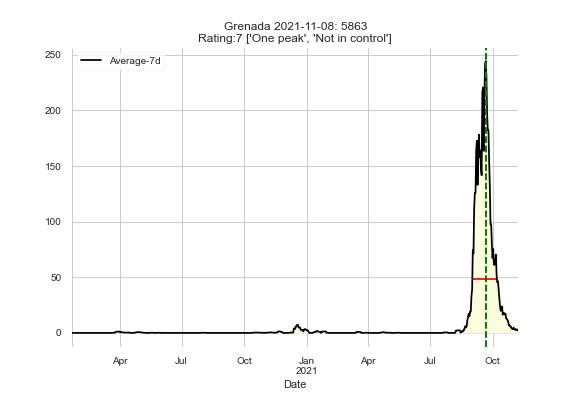 Grenada 2021-11-08: 5863
Rating:7 ['One peak', 'Not in control']
Average-7d
250
200
150
100
50
0
Apr Jul Oct Jan Apr Jul Oct
2021
Date